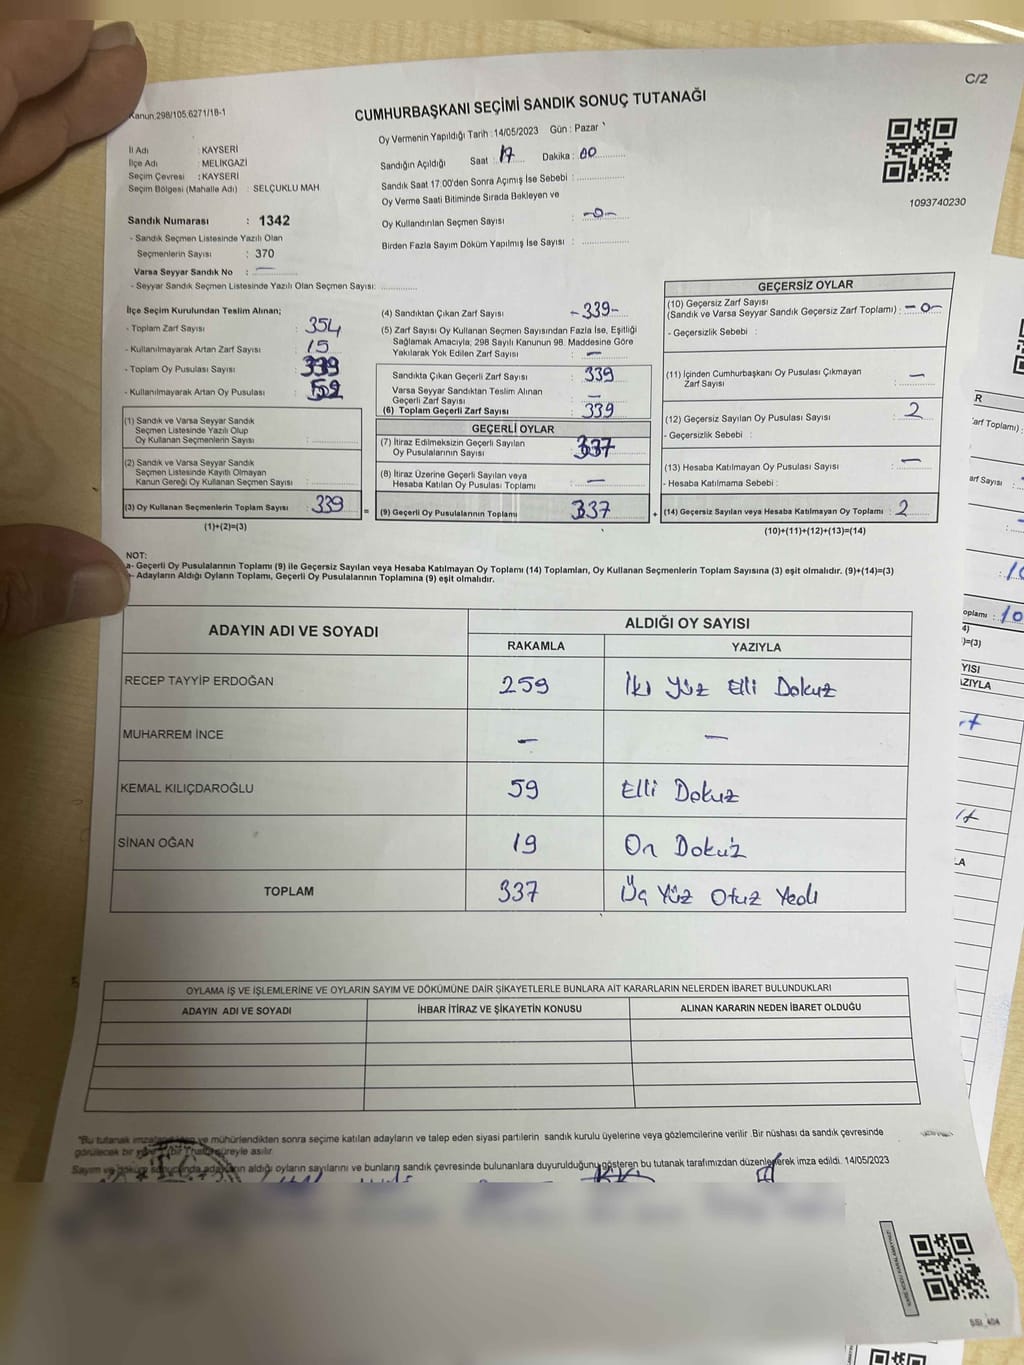 C/2
Kanun:298/105,6271/18-1
CUMHURBAŞKANI SEÇİMİ SANDIK SONUÇ TUTANAĞI
İl Adı : KAYSERİ
İlçe Adı : MELİKGAZİ
Seçim Çevresi : KAYSERİ
Seçim Bölgesi (Mahalle Adı) : SELÇUKLU MAH
Sandık Numarası : 1342
- Sandık Seçmen Listesinde Yazılı Olan
Seçmenlerin Sayısı : 370
Varsa Seyyar Sandık No : —
- Seyyar Sandık Seçmen Listesinde Yazılı Olan Seçmen Sayısı:
Oy Vermenin Yapıldığı Tarih : 14/05/2023 Gün : Pazar
Sandığın Açıldığı Saat : 17 Dakika : 00
Sandık Saat 17:00'den Sonra Açımış İse Sebebi :
Oy Verme Saati Bitiminde Sırada Bekleyen ve
Oy Kullandırılan Seçmen Sayısı : -0-
Birden Fazla Sayım Döküm Yapılmış İse Sayısı :
1093740230
İlçe Seçim Kurulundan Teslim Alınan;
- Toplam Zarf Sayısı : 354
- Kullanılmayarak Artan Zarf Sayısı : 15
- Toplam Oy Pusulası Sayısı :
- Kullanılmayarak Artan Oy Pusulası :
(1) Sandık ve Varsa Seyyar Sandık
Seçmen Listesinde Yazılı Olup
Oy Kullanan Seçmenlerin Sayısı :
(2) Sandık ve Varsa Seyyar Sandık
Seçmen Listesinde Kayıtlı Olmayan
Kanun Gereği Oy Kullanan Seçmen Sayısı :
(3) Oy Kullanan Seçmenlerin Toplam Sayısı : 339
(1)+(2)=(3)
=
(4) Sandıktan Çıkan Zarf Sayısı : -339-
(5) Zarf Sayısı Oy Kullanan Seçmen Sayısından Fazla İse, Eşitliği
Sağlamak Amacıyla; 298 Sayılı Kanunun 98. Maddesine Göre
Yakılarak Yok Edilen Zarf Sayısı : —
Sandıkta Çıkan Geçerli Zarf Sayısı : 339
Varsa Seyyar Sandıktan Teslim Alınan
Geçerli Zarf Sayısı : —
(6) Toplam Geçerli Zarf Sayısı : 339
GEÇERLİ OYLAR
(7) İtiraz Edilmeksizin Geçerli Sayılan
Oy Pusulalarının Sayısı : 337
(8) İtiraz Üzerine Geçerli Sayılan veya
Hesaba Katılan Oy Pusulası Toplamı : —
(9) Geçerli Oy Pusulalarının Toplamı : 337
+
GEÇERSİZ OYLAR
(10) Geçersiz Zarf Sayısı
(Sandık ve Varsa Seyyar Sandık Geçersiz Zarf Toplamı) : -0-
- Geçersizlik Sebebi :
(11) İçinden Cumhurbaşkanı Oy Pusulası Çıkmayan
Zarf Sayısı : —
(12) Geçersiz Sayılan Oy Pusulası Sayısı : 2
- Geçersizlik Sebebi :
(13) Hesaba Katılmayan Oy Pusulası Sayısı : —
- Hesaba Katılmama Sebebi :
(14) Geçersiz Sayılan veya Hesaba Katılmayan Oy Toplamı : 2
(10)+(11)+(12)+(13)=(14)
NOT:
a- Geçerli Oy Pusulasının Toplamı (9) ile Geçersiz Sayılan veya Hesaba Katılmayan Oy Toplamı (14) Toplamları, Oy Kullanan Seçmenlerin Toplam Sayısına (3) eşit olmalıdır. (9)+(14)=(3)
- Adayların Aldığı Oyların Toplamı, Geçerli Oy Pusulalarının Toplamına (9) eşit olmalıdır.
ADAYIN ADI VE SOYADI
ALDIĞI OY SAYISI
RAKAMLA YAZIYLA
RECEP TAYYİP ERDOĞAN 259 İki Yüz Elli Dokuz
MUHARREM İNCE — —
KEMAL KILIÇDAROĞLU 59 Elli Dokuz
SİNAN OĞAN 19 On Dokuz
TOPLAM 337 Üç Yüz Otuz Yedi
OYLAMA İŞ VE İŞLEMLERİNE VE OYLARIN SAYIM VE DÖKÜMÜNE DAİR ŞİKAYETLERLE BUNLARA AİT KARARLARIN NELERDEN İBARET BULUNDUKLARI
ADAYIN ADI VE SOYADI
İHBAR İTİRAZ VE ŞİKAYETİN KONUSU
ALINAN KARARIN NEDEN İBARET OLDUĞU
"Bu tutanak ve mühürlendikten sonra seçime katılan adayların ve talep eden siyasi partilerin sandık kurulu üyelerine veya gözlemcilerine verilir .Bir nüshası da sandık çevresinde
görülecek bir süreyle asılır.
Sayım ve adayların aldığı oyların sayılarını ve bunların sandık çevresinde bulunanlara duyurulduğunu gösteren bu tutanak tarafımızdan düzenlenerek imza edildi. 14/05/2023
R
arf Toplamı) :
arf Sayısı :
oplamı : 10
)=(3)
YISI
AZIYLA
LA